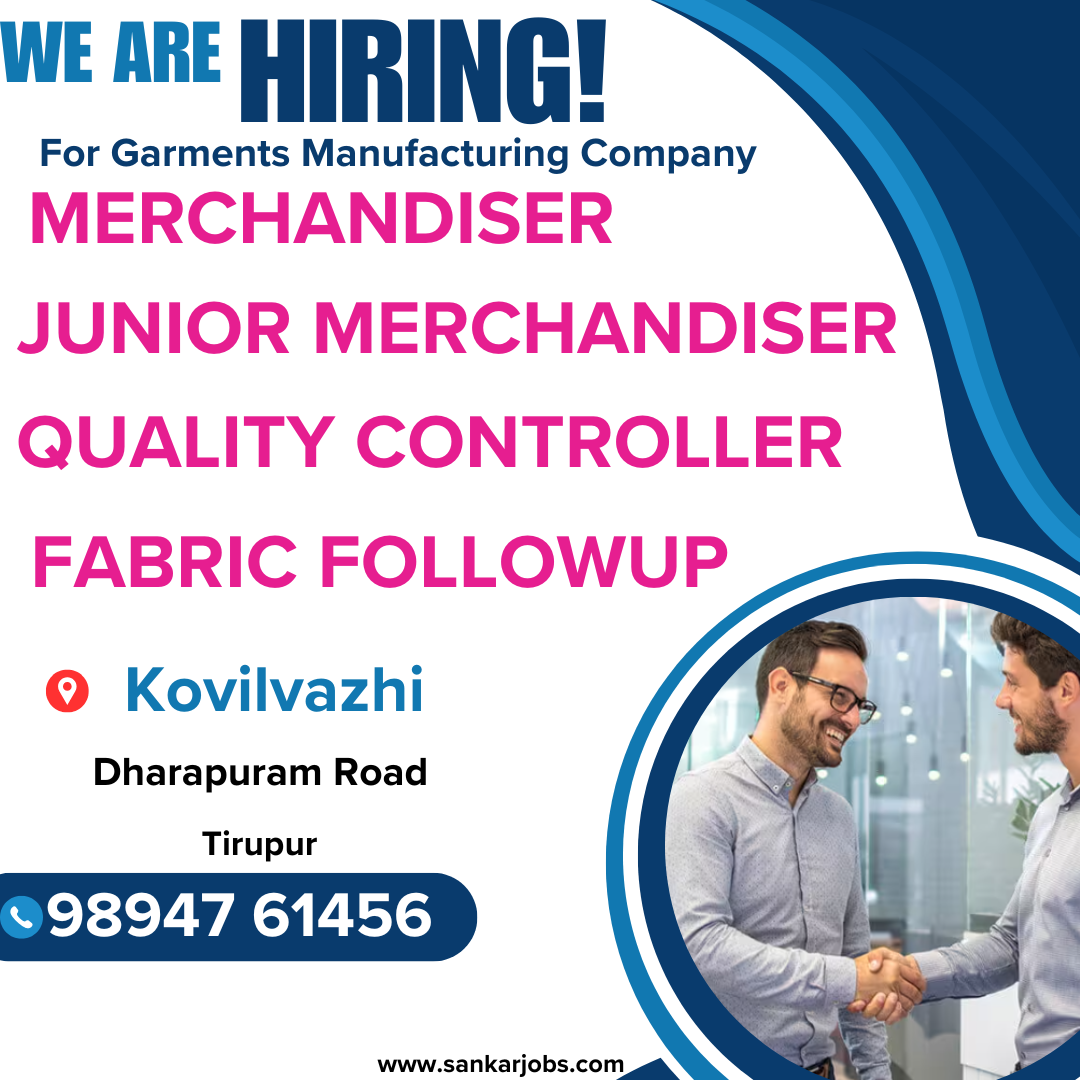 WE ARE HIRING!
For Garments Manufacturing Company
MERCHANDISER
JUNIOR MERCHANDISER
QUALITY CONTROLLER
FABRIC FOLLOWUP
Kovilvazhi
Dharapuram Road
Tirupur
98947 61456
www.sankarjobs.com